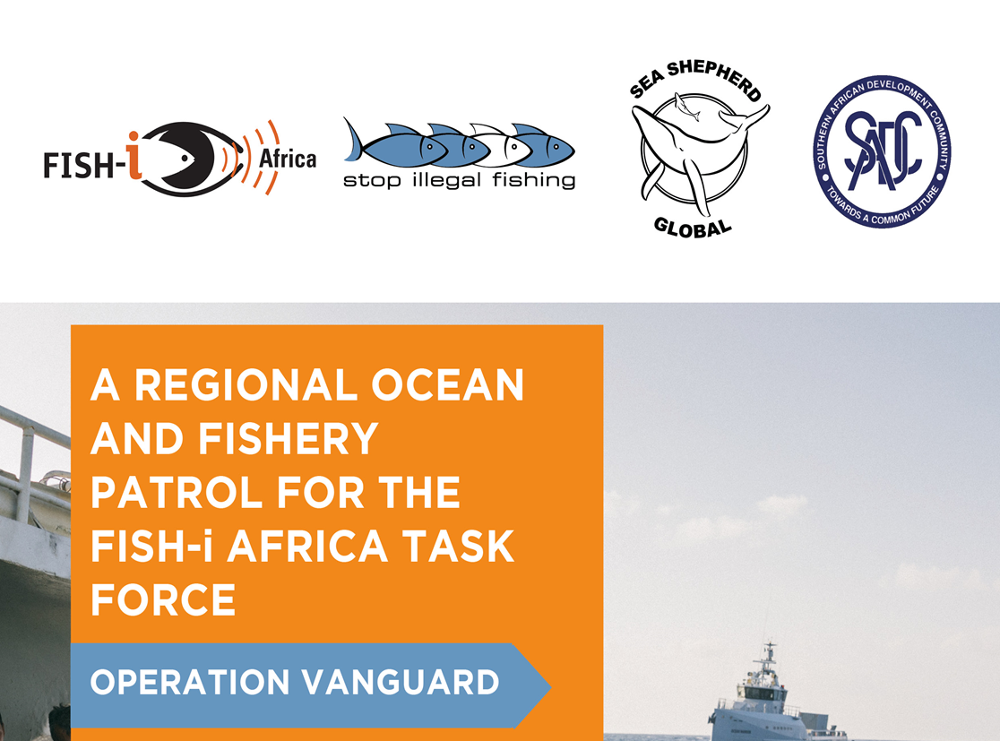 FISH-i Africa
stop illegal fishing
SEA SHEPHERD
GLOBAL
SOUTHERN AFRICAN DEVELOPMENT COMMUNITY
SADC
TOWARDS A COMMON FUTURE
A REGIONAL OCEAN
AND FISHERY
PATROL FOR THE
FISH-i AFRICA TASK
FORCE
OPERATION VANGUARD